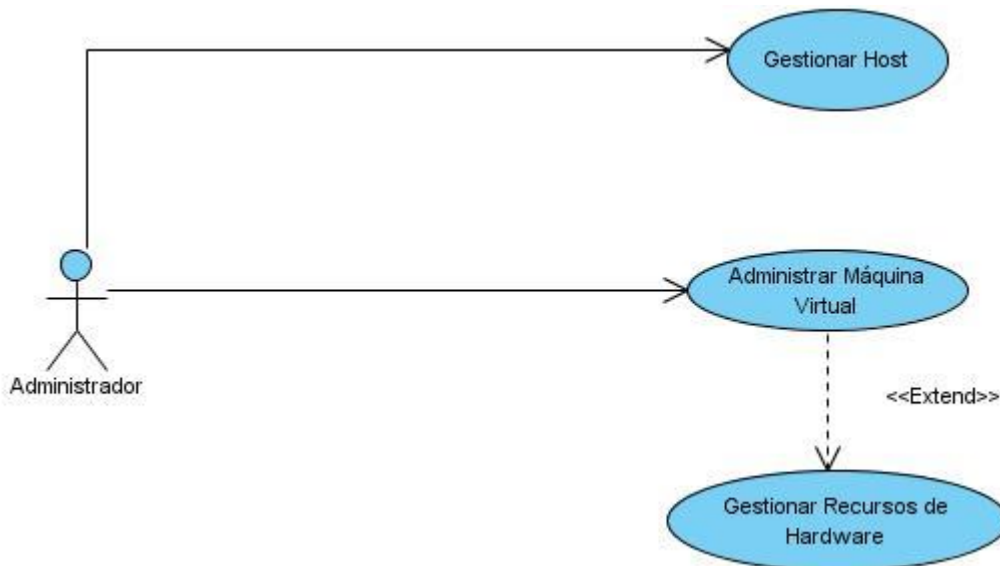 Gestionar Host
Administrar Máquina
Virtual
Administrador
<<Extend>>
Gestionar Recursos de
Hardware